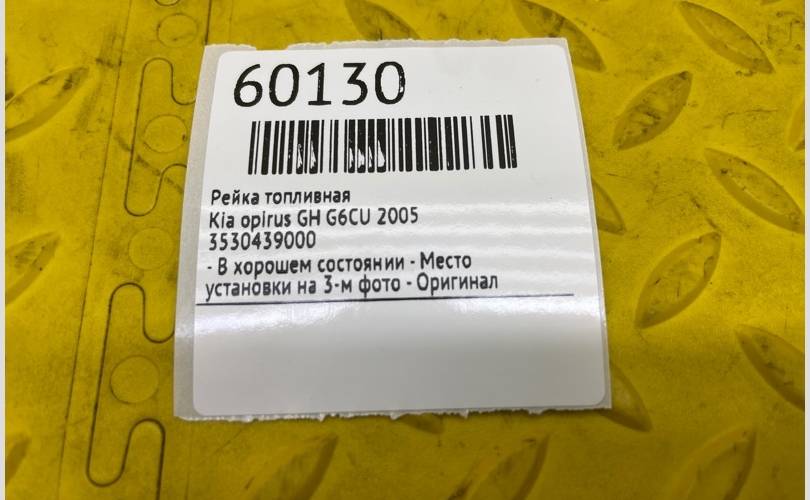 60130
Рейка топливная
Kia opirus GH G6CU 2005
3530439000
- В хорошем состоянии - Место
установки на 3-м фото - Оригинал